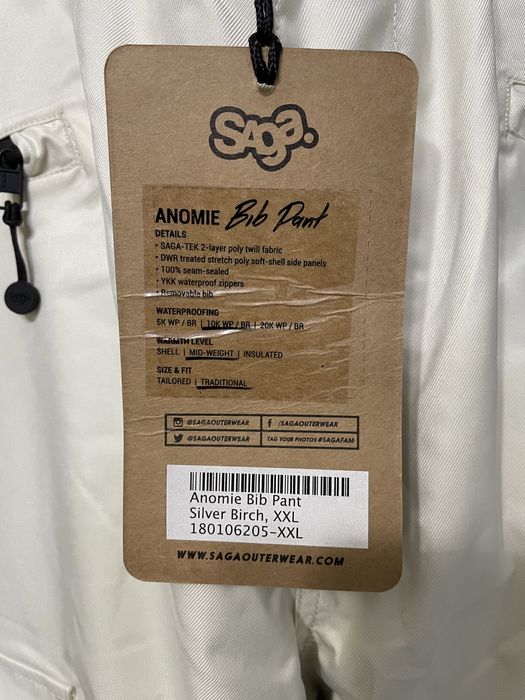 SAga.
ANOMIE Bib Pant
DETAILS
• SAGA-TEK 2-layer poly twill fabric
• DWR treated stretch poly soft-shell side panels
• 100% seam-sealed
• YKK waterproof zippers
• Removable bib
WATERPROOFING
5K WP / BR | 10K WP / BR | 20K WP / BR
WARMTH LEVEL
SHELL | MID-WEIGHT | INSULATED
SIZE & FIT
TAILORED | TRADITIONAL
@SAGAOUTERWEAR
/SAGAOUTERWEAR
@SAGAOUTERWEAR
TAG YOUR PHOTOS #SAGAFAM
Anomie Bib Pant
Silver Birch, XXL
180106205-XXL
WWW.SAGAOUTERWEAR.COM